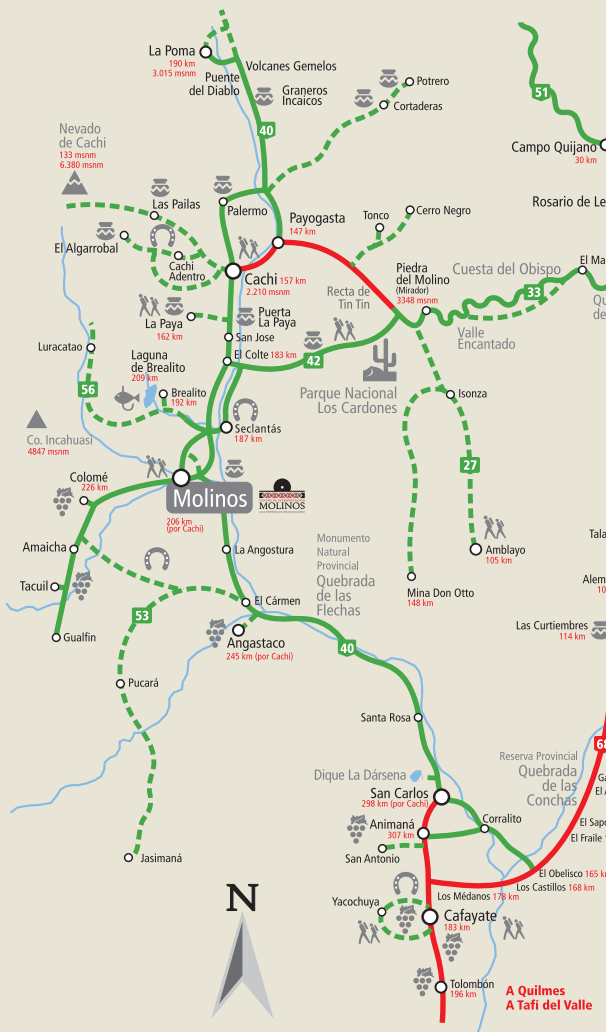 La Poma
190 km
3.015 msnm
Puente
del Diablo
Volcanes Gemelos
Graneros
Incaicos
Potrero
Cortaderas
40
51
Campo Quijano
30 km
Nevado
de Cachi
133 msnm
6.380 msnm
Las Pailas
Palermo
Payogasta
147 km
Tonco
Cerro Negro
Rosario de Le
El Algarrobal
Cachi
Adentro
Cachi 157 km
2.210 msnm
Recta de
Tin Tin
Piedra
del Molino
(Mirador)
3348 msnm
Cuesta del Obispo
El Ma
33
Qu
de
Valle
Encantado
La Paya
162 km
Puerta
La Paya
San Jose
El Colte 183 km
42
Luracatao
Laguna
de Brealito
209 km
56
Brealito
192 km
Parque Nacional
Los Cardones
Isonza
Seclantás
187 km
Co. Incahuasi
4847 msnm
27
Colomé
226 km
Molinos
206 km
(por Cachi)
MOLINOS
Amaicha
La Angostura
Monumento
Natural
Provincial
Quebrada
de las
Flechas
Amblayo
105 km
Tala
Tacuil
El Cármen
Mina Don Otto
148 km
Alem
10
53
Gualfin
Angastaco
245 km (por Cachi)
40
Las Curtiembres
114 km
Pucará
Santa Rosa
68
Reserva Provincial
Quebrada
de las
Conchas
Dique La Dársena
San Carlos
298 km (por Cachi)
Ga
El A
Animaná
307 km
Corralito
El Sapo
El Fraile
San Antonio
Jasimaná
El Obelisco 165 km
Los Castillos 168 km
Los Médanos 178 km
Yacochuya
Cafayate
183 km
N
Tolombón
196 km
A Quilmes
A Tafi del Valle